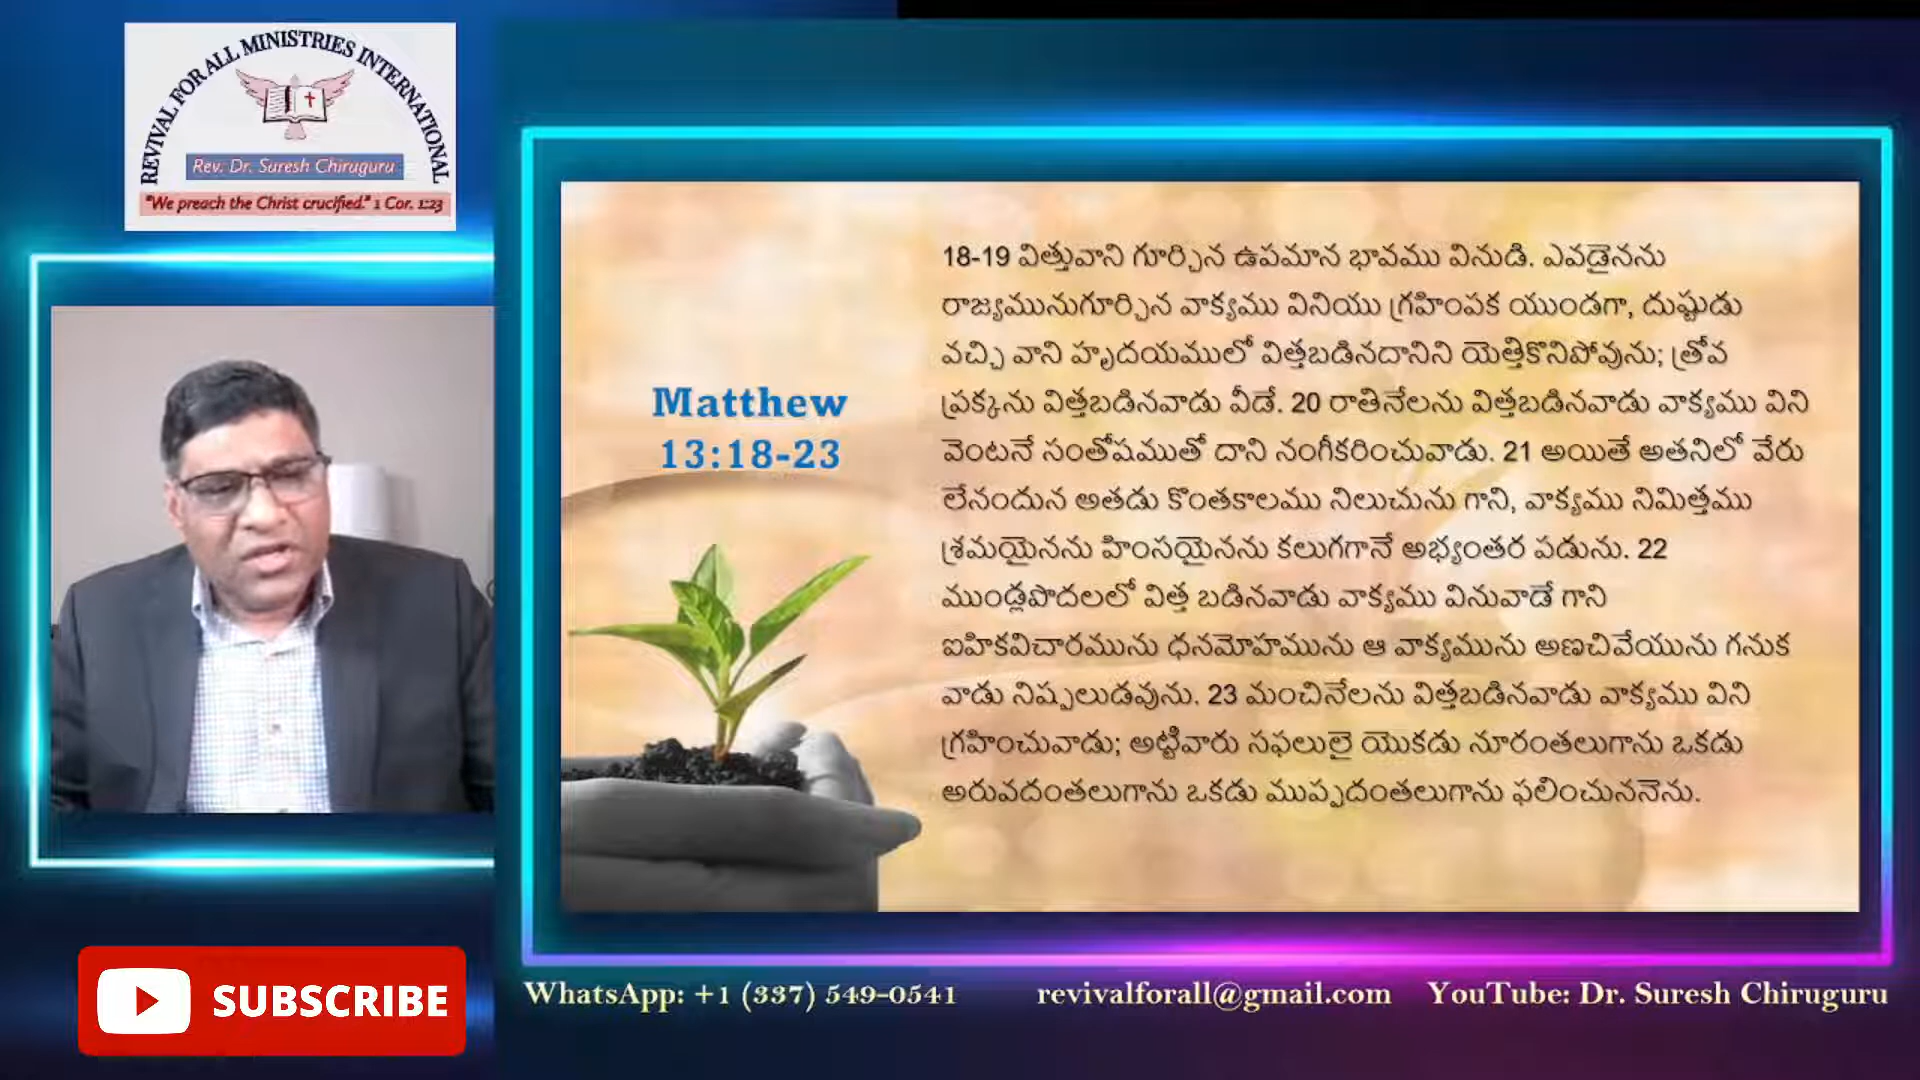 REVIVAL FOR ALL MINISTRIES INTERNATIONAL
Rev. Dr. Suresh Chiruguru
"We preach the Christ crucified." 1 Cor. 1:23
Matthew
13:18-23
18-19 విత్తువాని గూర్చిన ఉపమాన భావము వినుడి. ఎవడైనను
రాజ్యమునుగూర్చిన వాక్యము వినియు గ్రహింపక యుండగా, దుష్టుడు
వచ్చి వాని హృదయములో విత్తబడినదానిని యెత్తికొనిపోవును; త్రోవ
ప్రక్కను విత్తబడినవాడు వీడే. 20 రాతినేలను విత్తబడినవాడు వాక్యము విని
వెంటనే సంతోషముతో దాని నంగీకరించువాడు. 21 అయితే అతనిలో వేరు
లేనందున అతడు కొంతకాలము నిలుచును గాని, వాక్యము నిమిత్తము
శ్రమయైనను హింసయైనను కలుగగానే అభ్యంతర పడును. 22
ముండ్లపొదలలో విత్త బడినవాడు వాక్యము వినువాడే గాని
ఐహికవిచారమును ధనమోహమును ఆ వాక్యమును అణచివేయును గనుక
వాడు నిష్ఫలుడవును. 23 మంచినేలను విత్తబడినవాడు వాక్యము విని
గ్రహించువాడు; అట్టివారు సఫలులై యొకడు నూరంతలుగాను ఒకడు
అరువదంతలుగాను ఒకడు ముప్పదంతలుగాను ఫలించుననెను.
SUBSCRIBE
WhatsApp: +1 (337) 549-0541 revivalforall@gmail.com YouTube: Dr. Suresh Chiruguru